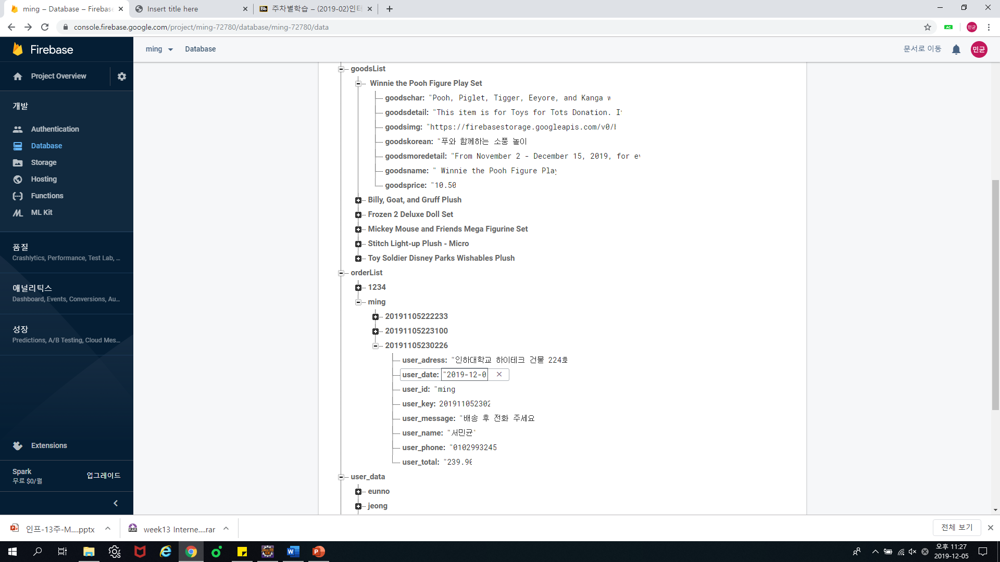 ming – Database – Firebase
Insert title here
Bb 주차별학습 – (2019-02)인터
console.firebase.google.com/project/ming-72780/database/ming-72780/data
AC
민균
Firebase
ming
Database
문서로 이동
민균
Project Overview
개발
Authentication
Database
Storage
Hosting
Functions
ML Kit
품질
Crashlytics, Performance, Test Lab, ...
애널리틱스
Dashboard, Events, Conversions, Au...
성장
Predictions, A/B Testing, Cloud Mes...
Extensions
Spark
무료 $0/월
업그레이드
goodsList
Winnie the Pooh Figure Play Set
goodschar: "Pooh, Piglet, Tigger, Eeyore, and Kanga w
goodsdetail: "This item is for Toys for Tots Donation. I
goodsimg: "https://firebasestorage.googleapis.com/v0/b
goodskorean: "푸와 함께하는 소풍 놀이
goodsmoredetail: "From November 2 - December 15, 2019, for ev
goodsname: " Winnie the Pooh Figure Play
goodsprice: "10.50
Billy, Goat, and Gruff Plush
Frozen 2 Deluxe Doll Set
Mickey Mouse and Friends Mega Figurine Set
Stitch Light-up Plush - Micro
Toy Soldier Disney Parks Wishables Plush
orderList
1234
ming
20191105222233
20191105223100
20191105230226
user_adress: "인하대학교 하이테크 건물 224호
user_date: "2019-12-0
user_id: "ming
user_key: 201911052302
user_message: "배송 후 전화 주세요
user_name: "서민균"
user_phone: "0102993245
user_total: "239.90
user_data
eunno
jeong
인프-13주-M....pptx
week13 Interne....rar
전체 보기
오후 11:27
2019-12-05